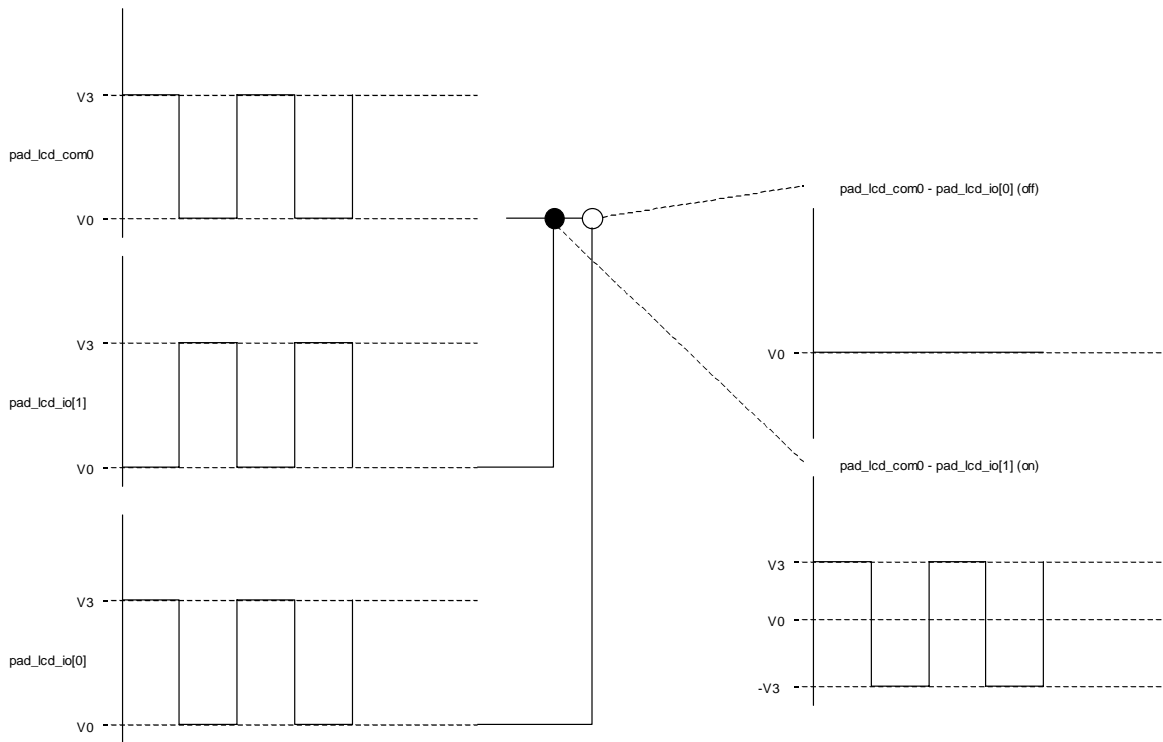 V3
pad_lcd_com0
V0
V3
pad_lcd_io[1]
V0
V3
pad_lcd_io[0]
V0
pad_lcd_com0 - pad_lcd_io[0] (off)
V0
pad_lcd_com0 - pad_lcd_io[1] (on)
V3
V0
-V3